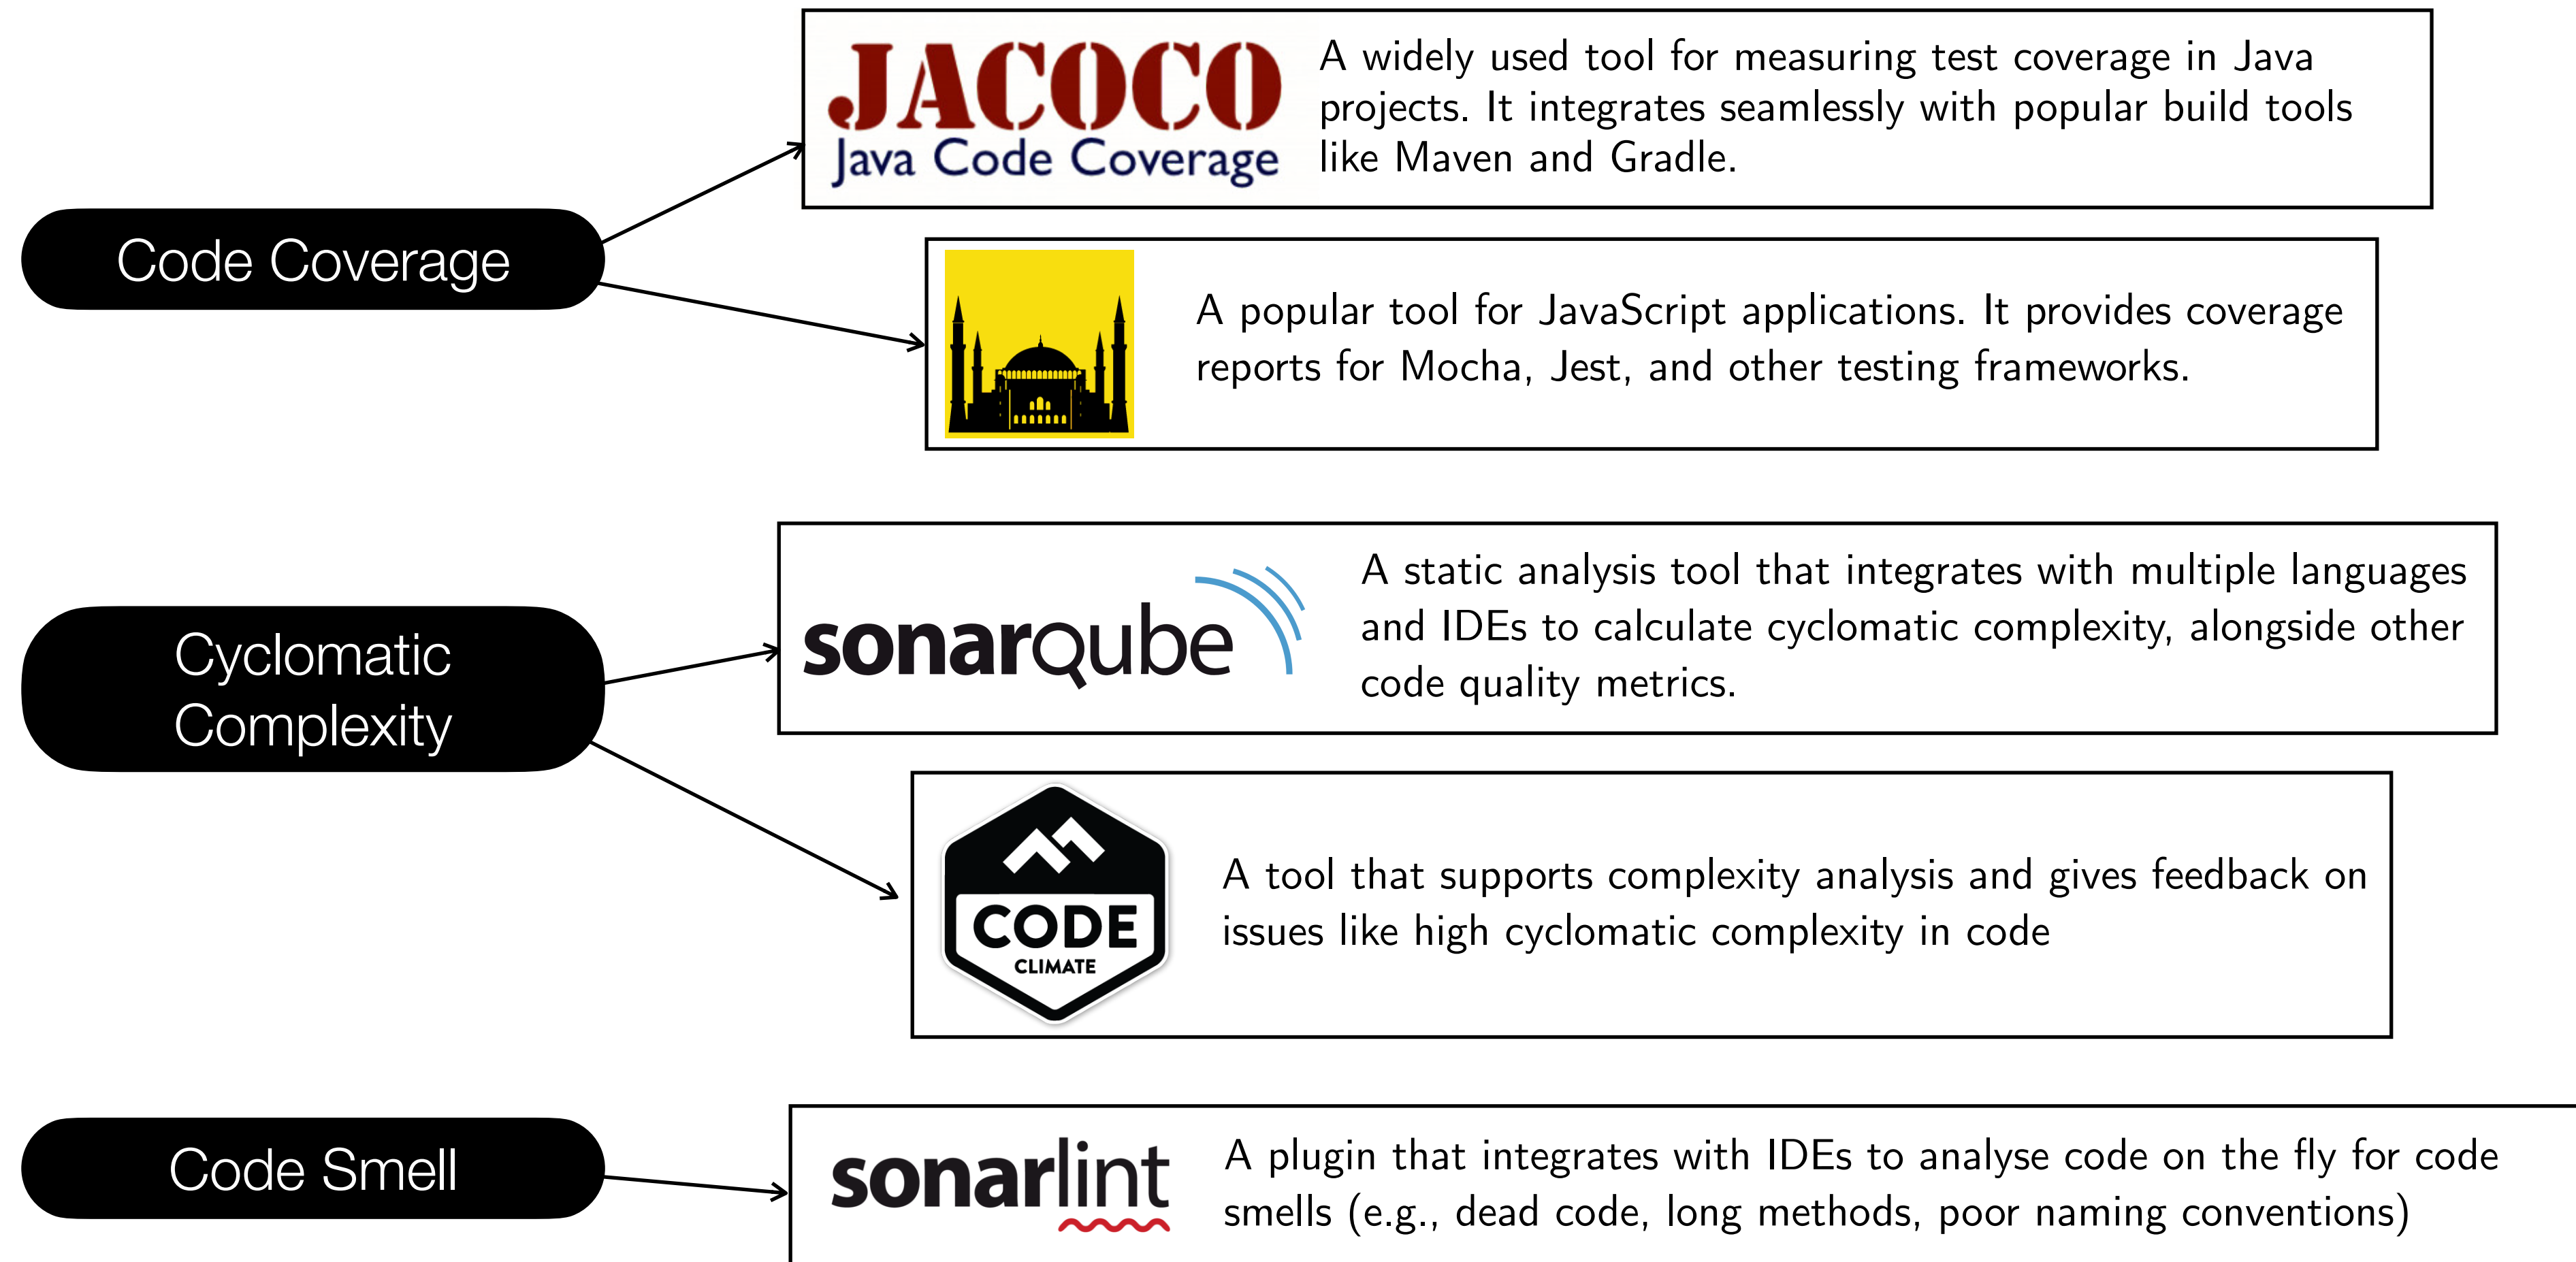 JACOCO
Java Code Coverage
A widely used tool for measuring test coverage in Java
projects. It integrates seamlessly with popular build tools
like Maven and Gradle.
Code Coverage
A popular tool for JavaScript applications. It provides coverage
reports for Mocha, Jest, and other testing frameworks.
sonarqube
A static analysis tool that integrates with multiple languages
and IDEs to calculate cyclomatic complexity, alongside other
code quality metrics.
Cyclomatic
Complexity
CODE
CLIMATE
A tool that supports complexity analysis and gives feedback on
issues like high cyclomatic complexity in code
Code Smell
sonarlint
A plugin that integrates with IDEs to analyse code on the fly for code
smells (e.g., dead code, long methods, poor naming conventions)